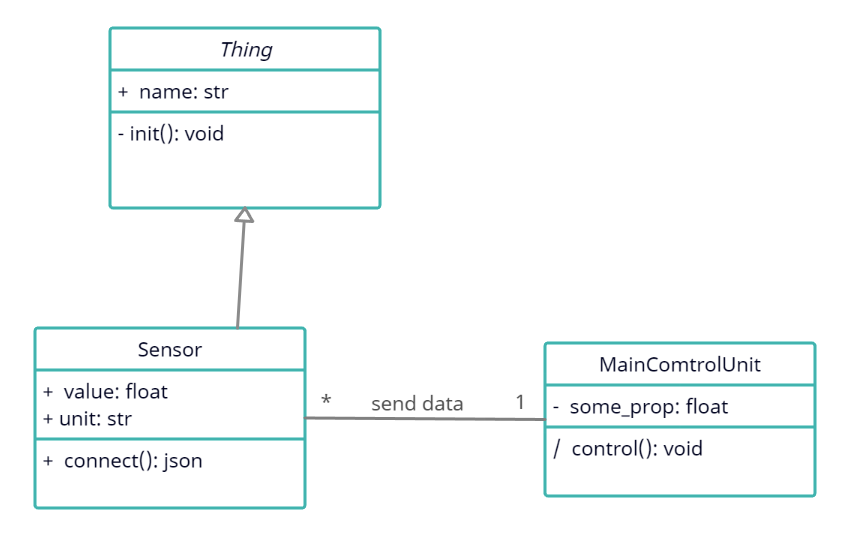 Thing
+ name: str
- init(): void
Sensor
+ value: float
+ unit: str
+ connect(): json
* send data 1
MainComtrolUnit
- some_prop: float
/ control(): void